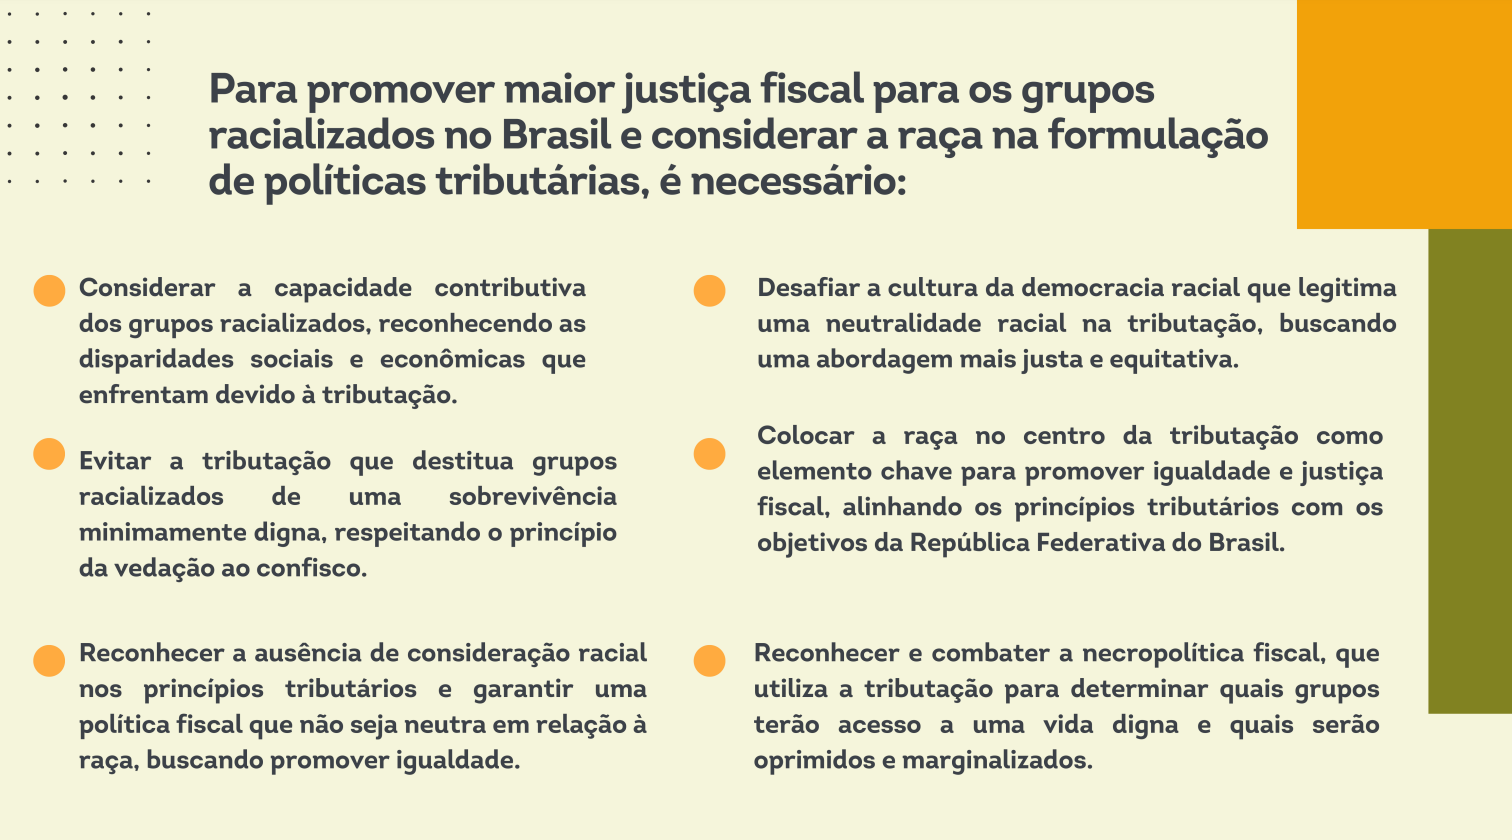 Para promover maior justiça fiscal para os grupos
racializados no Brasil e considerar a raça na formulação
de políticas tributárias, é necessário:
Considerar a capacidade contributiva
dos grupos racializados, reconhecendo as
disparidades sociais e econômicas que
enfrentam devido à tributação.
Evitar a tributação que destitua grupos
racializados de uma sobrevivência
minimamente digna, respeitando o princípio
da vedação ao confisco.
Reconhecer a ausência de consideração racial
nos princípios tributários e garantir uma
política fiscal que não seja neutra em relação à
raça, buscando promover igualdade.
Desafiar a cultura da democracia racial que legitima
uma neutralidade racial na tributação, buscando
uma abordagem mais justa e equitativa.
Colocar a raça no centro da tributação como
elemento chave para promover igualdade e justiça
fiscal, alinhando os princípios tributários com os
objetivos da República Federativa do Brasil.
Reconhecer e combater a necropolítica fiscal, que
utiliza a tributação para determinar quais grupos
terão acesso a uma vida digna e quais serão
oprimidos e marginalizados.